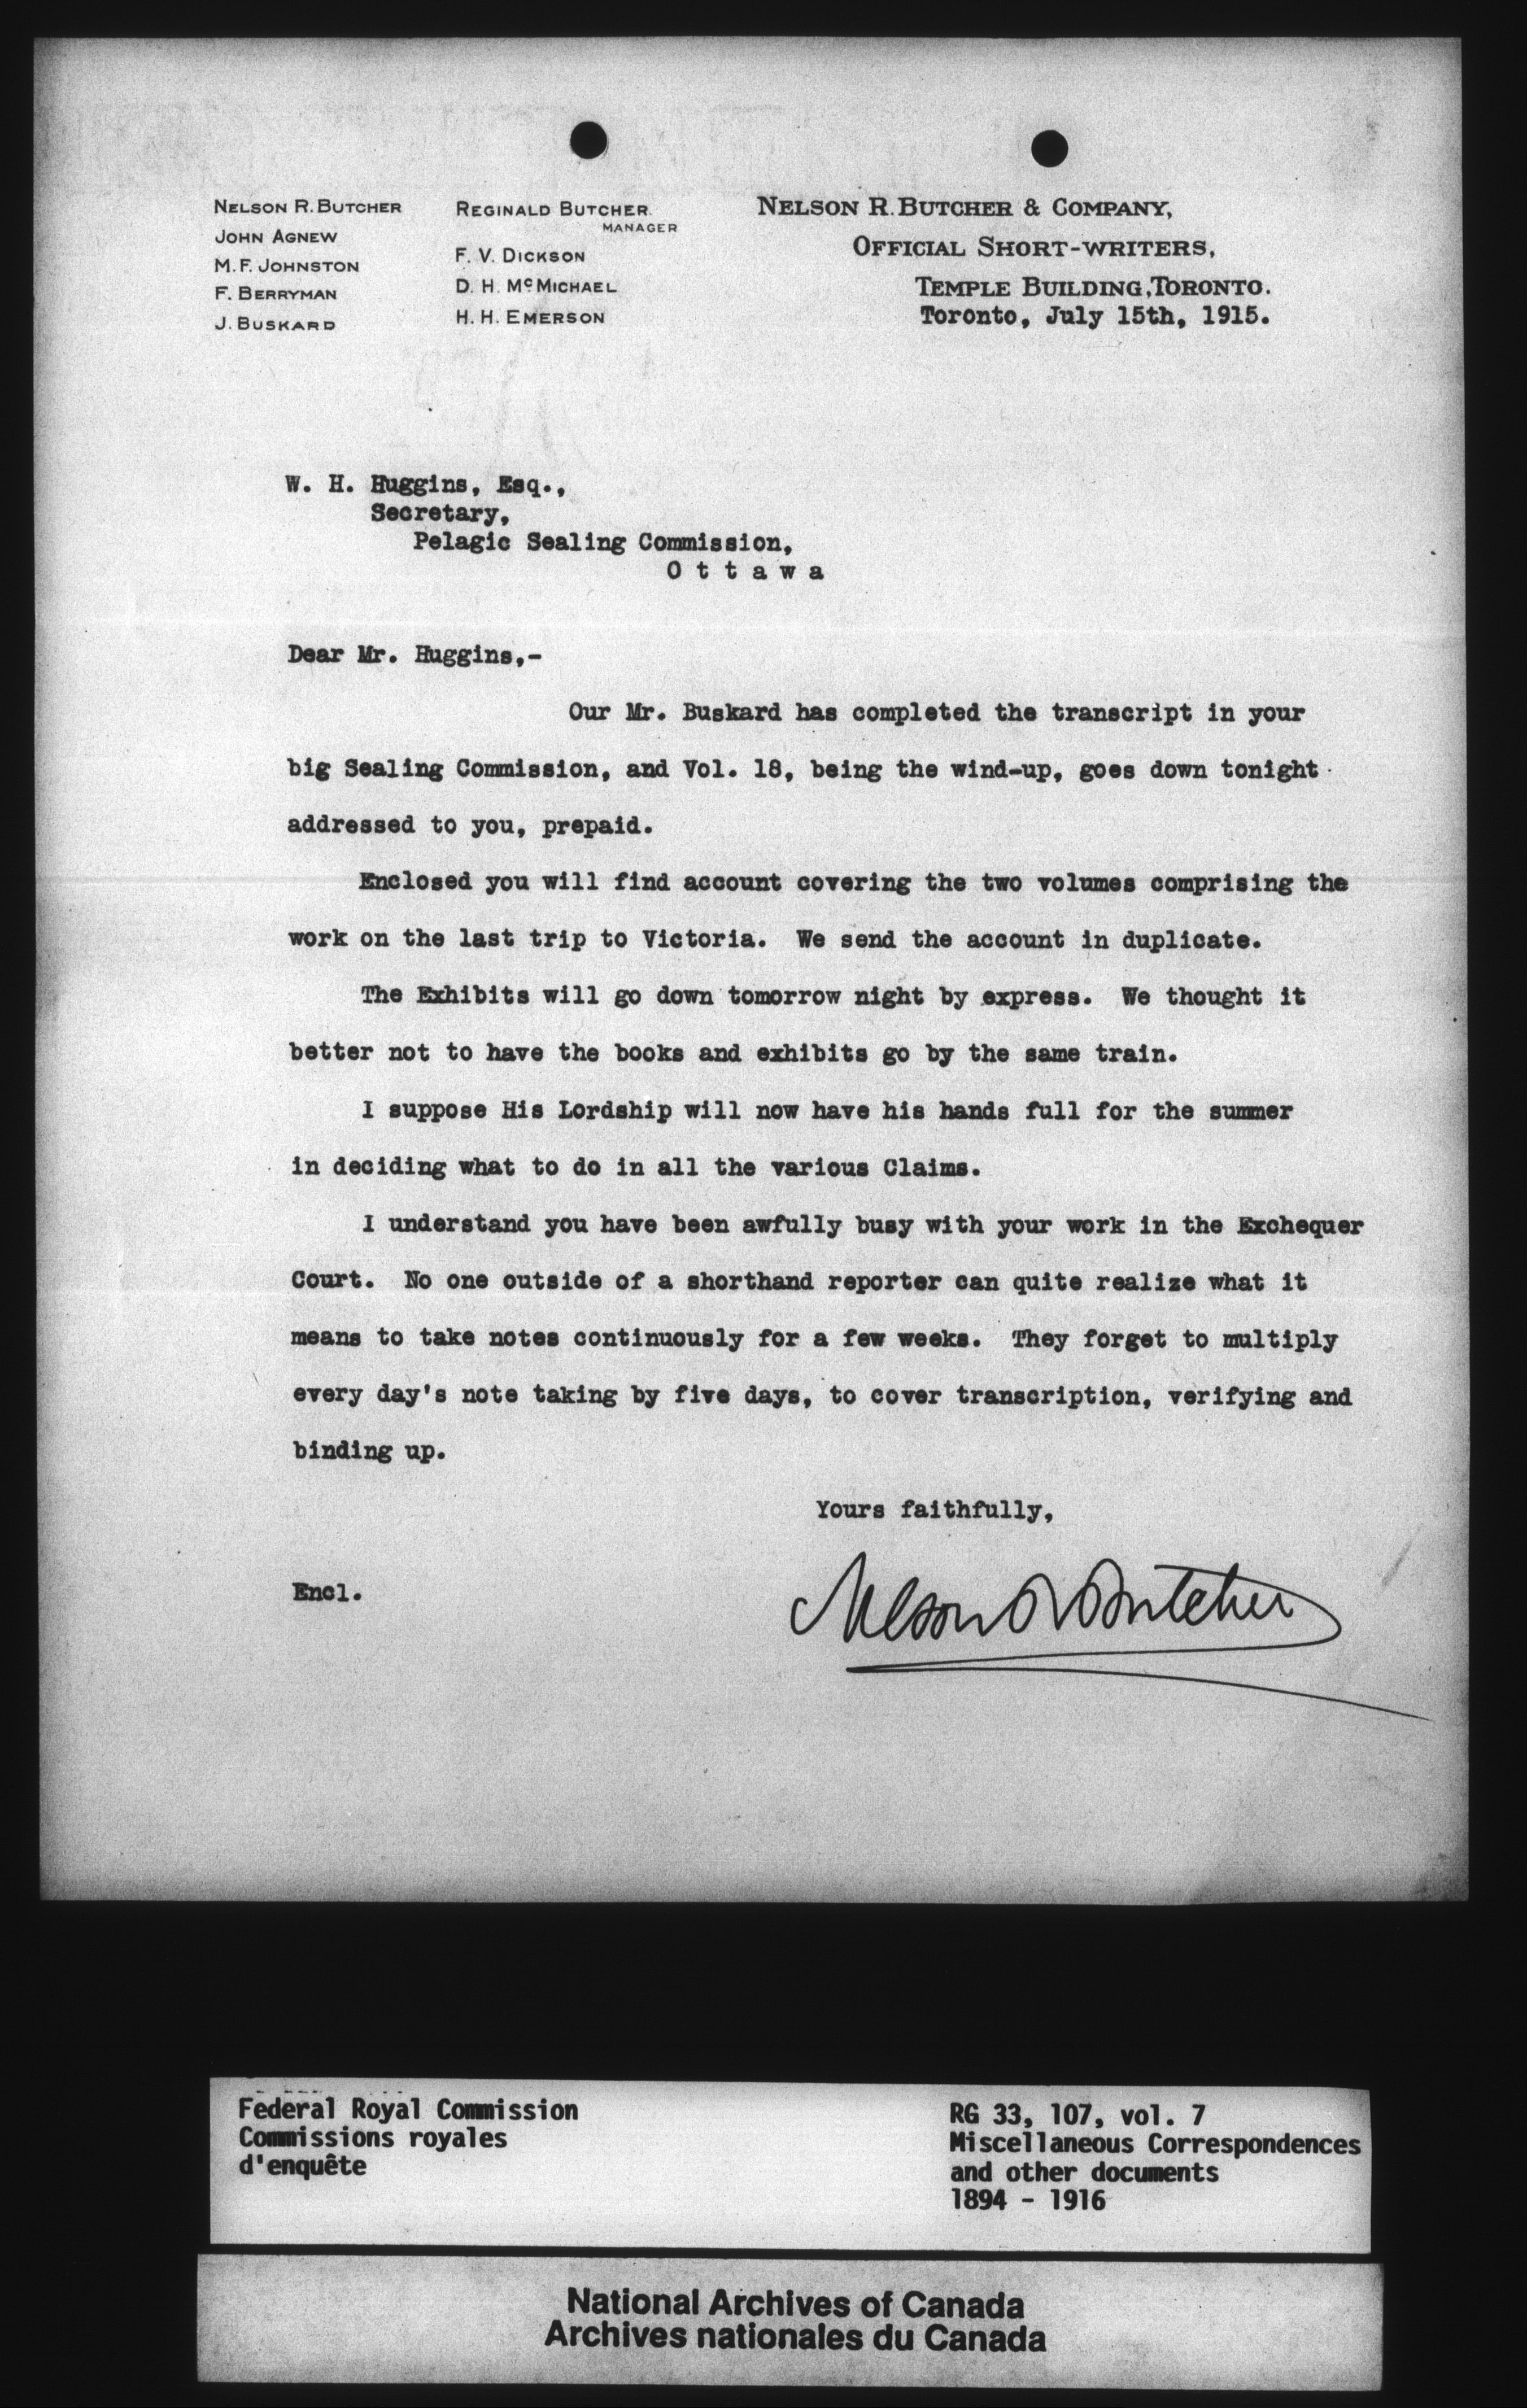 NELSON R. BUTCHER
JOHN AGNEW
M. F. JOHNSTON
F. BERRYMAN
J. BUSKARD
REGINALD BUTCHER.
MANAGER
F. V. DICKSON
D. H. McMICHAEL
H. H. EMERSON
NELSON R. BUTCHER & COMPANY,
OFFICIAL SHORT-WRITERS,
TEMPLE BUILDING, TORONTO.
Toronto, July 15th, 1915.
W. H. Huggins, Esq.,
Secretary,
Pelagic Sealing Commission,
O t t a w a
Dear Mr. Huggins,-
Our Mr. Buskard has completed the transcript in your
big Sealing Commission, and Vol. 18, being the wind-up, goes down tonight
addressed to you, prepaid.
Enclosed you will find account covering the two volumes comprising the
work on the last trip to Victoria. We send the account in duplicate.
The Exhibits will go down tomorrow night by express. We thought it
better not to have the books and exhibits go by the same train.
I suppose His Lordship will now have his hands full for the summer
in deciding what to do in all the various Claims.
I understand you have been awfully busy with your work in the Exchequer
Court. No one outside of a shorthand reporter can quite realize what it
means to take notes continuously for a few weeks. They forget to multiply
every day's note taking by five days, to cover transcription, verifying and
binding up.
Yours faithfully,
Encl.
Nelson R Butcher
Federal Royal Commission
Commissions royales
d'enquête
RG 33, 107, vol. 7
Miscellaneous Correspondences
and other documents
1894 - 1916
National Archives of Canada
Archives nationales du Canada